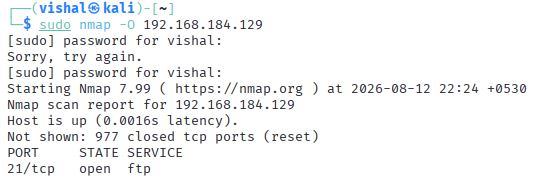 ┌──(vishal㉿kali)-[~]
└─$ sudo nmap -O 192.168.184.129
[sudo] password for vishal:
Sorry, try again.
[sudo] password for vishal:
Starting Nmap 7.99 ( https://nmap.org ) at 2026-08-12 22:24 +0530
Nmap scan report for 192.168.184.129
Host is up (0.0016s latency).
Not shown: 977 closed tcp ports (reset)
PORT     STATE SERVICE
21/tcp   open  ftp